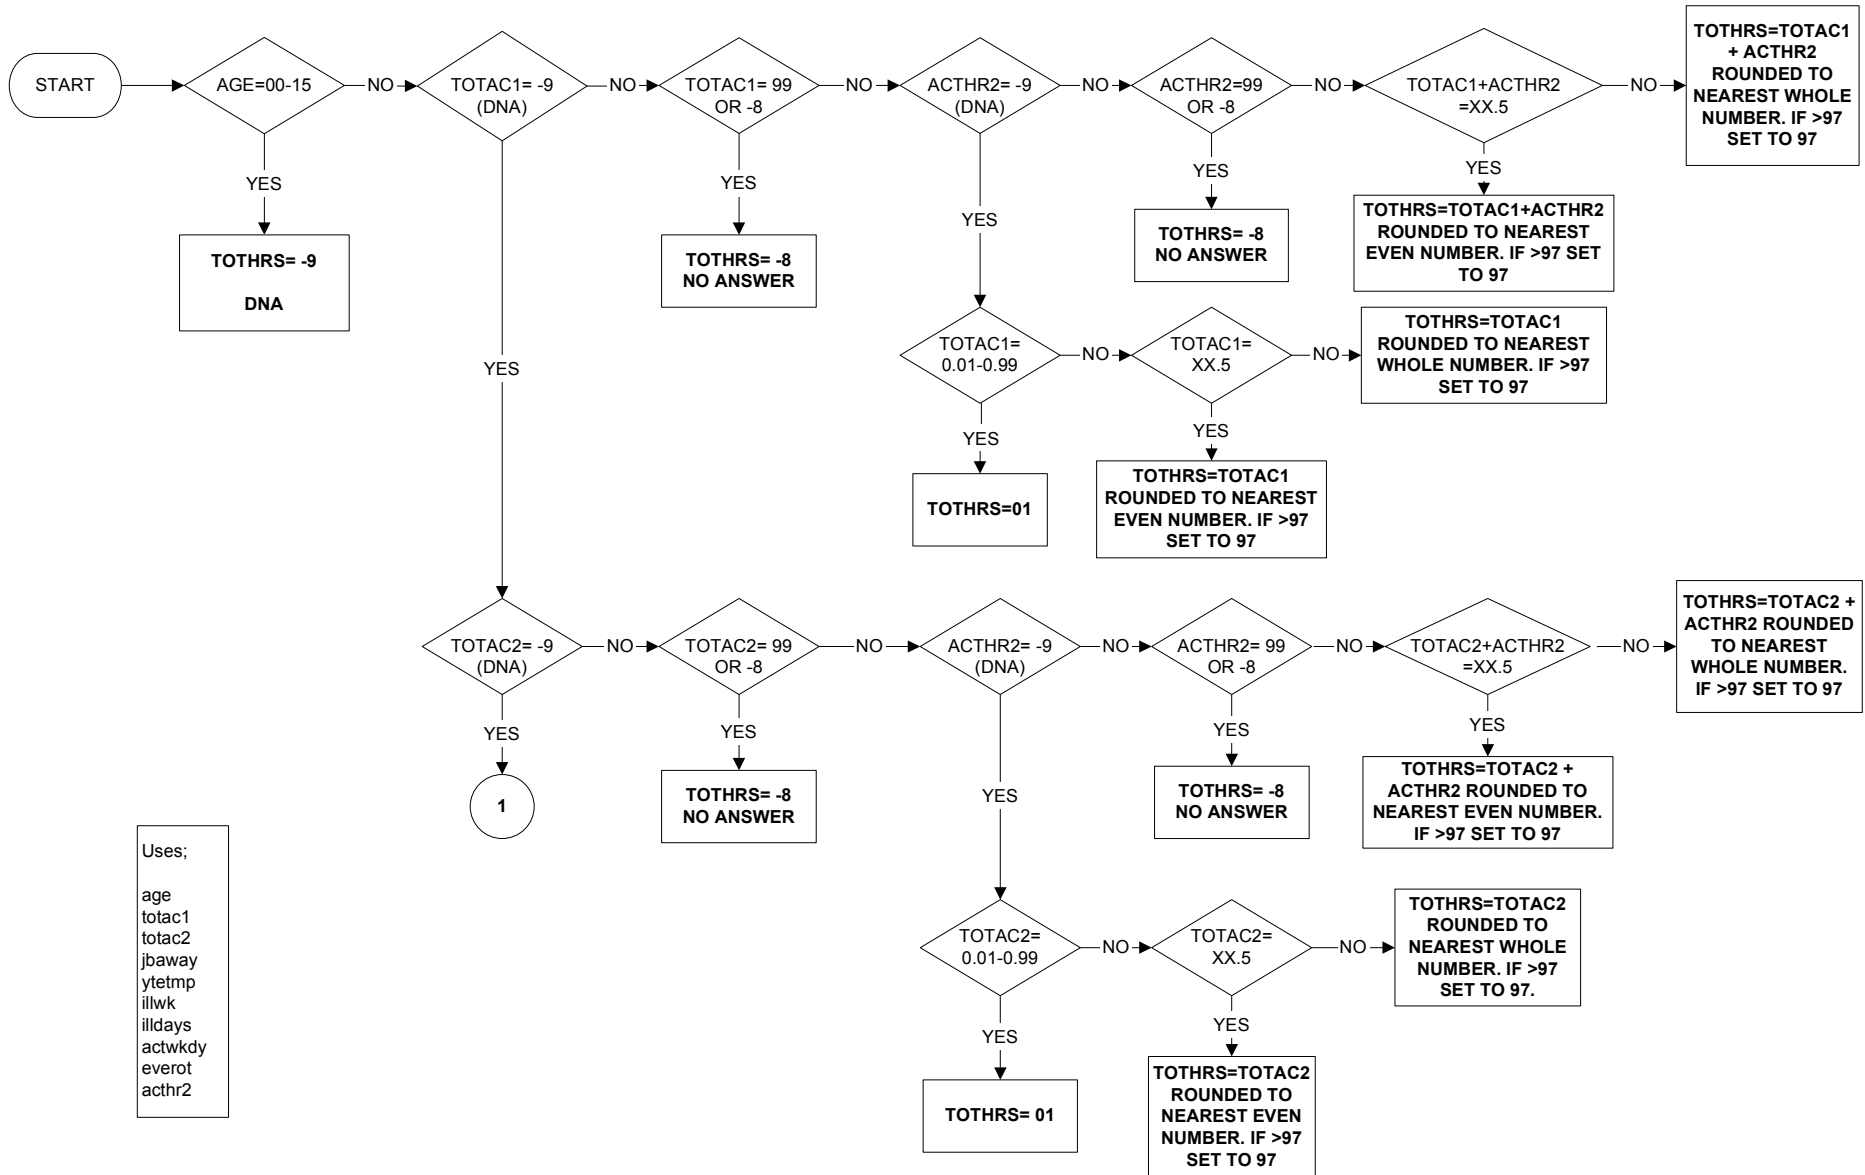 START
AGE=00-15
NO
TOTAC1= -9
(DNA)
NO
TOTAC1= 99
OR -8
NO
ACTHR2= -9
(DNA)
NO
ACTHR2=99
OR -8
NO
TOTAC1+ACTHR2
=XX.5
NO
TOTHRS=TOTAC1
+ ACTHR2
ROUNDED TO
NEAREST WHOLE
NUMBER. IF >97
SET TO 97
YES
TOTHRS= -9
DNA
YES
YES
TOTHRS= -8
NO ANSWER
YES
YES
TOTHRS= -8
NO ANSWER
YES
TOTHRS=TOTAC1+ACTHR2
ROUNDED TO NEAREST
EVEN NUMBER. IF >97 SET
TO 97
TOTAC1=
0.01-0.99
NO
TOTAC1=
XX.5
NO
TOTHRS=TOTAC1
ROUNDED TO NEAREST
WHOLE NUMBER. IF >97
SET TO 97
YES
TOTHRS=01
YES
TOTHRS=TOTAC1
ROUNDED TO NEAREST
EVEN NUMBER. IF >97
SET TO 97
TOTAC2= -9
(DNA)
NO
TOTAC2= 99
OR -8
NO
ACTHR2= -9
(DNA)
NO
ACTHR2= 99
OR -8
NO
TOTAC2+ACTHR2
=XX.5
NO
TOTHRS=TOTAC2 +
ACTHR2 ROUNDED
TO NEAREST
WHOLE NUMBER.
IF >97 SET TO 97
YES
1
YES
TOTHRS= -8
NO ANSWER
YES
YES
TOTHRS= -8
NO ANSWER
YES
TOTHRS=TOTAC2 +
ACTHR2 ROUNDED TO
NEAREST EVEN NUMBER.
IF >97 SET TO 97
TOTAC2=
0.01-0.99
NO
TOTAC2=
XX.5
NO
TOTHRS=TOTAC2
ROUNDED TO
NEAREST WHOLE
NUMBER. IF >97
SET TO 97.
YES
TOTHRS= 01
YES
TOTHRS=TOTAC2
ROUNDED TO
NEAREST EVEN
NUMBER. IF >97
SET TO 97
Uses;
age
totac1
totac2
jbaway
ytetmp
illwk
illdays
actwkdy
everot
acthr2